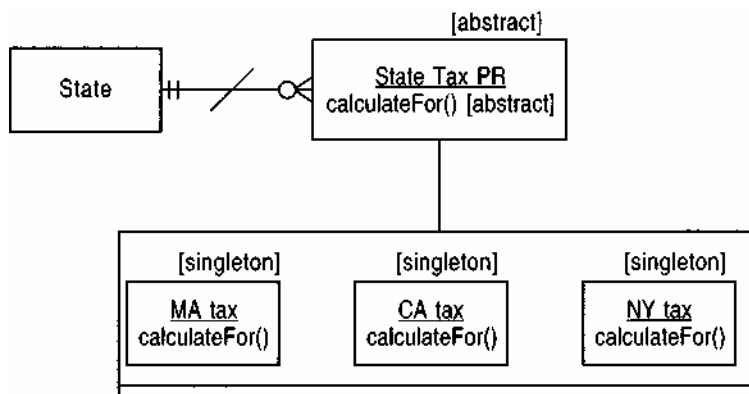 [abstract]
State
State Tax PR
calculateFor() [abstract]
[singleton] [singleton] [singleton]
MA tax CA tax NY tax
calculateFor() calculateFor() calculateFor()